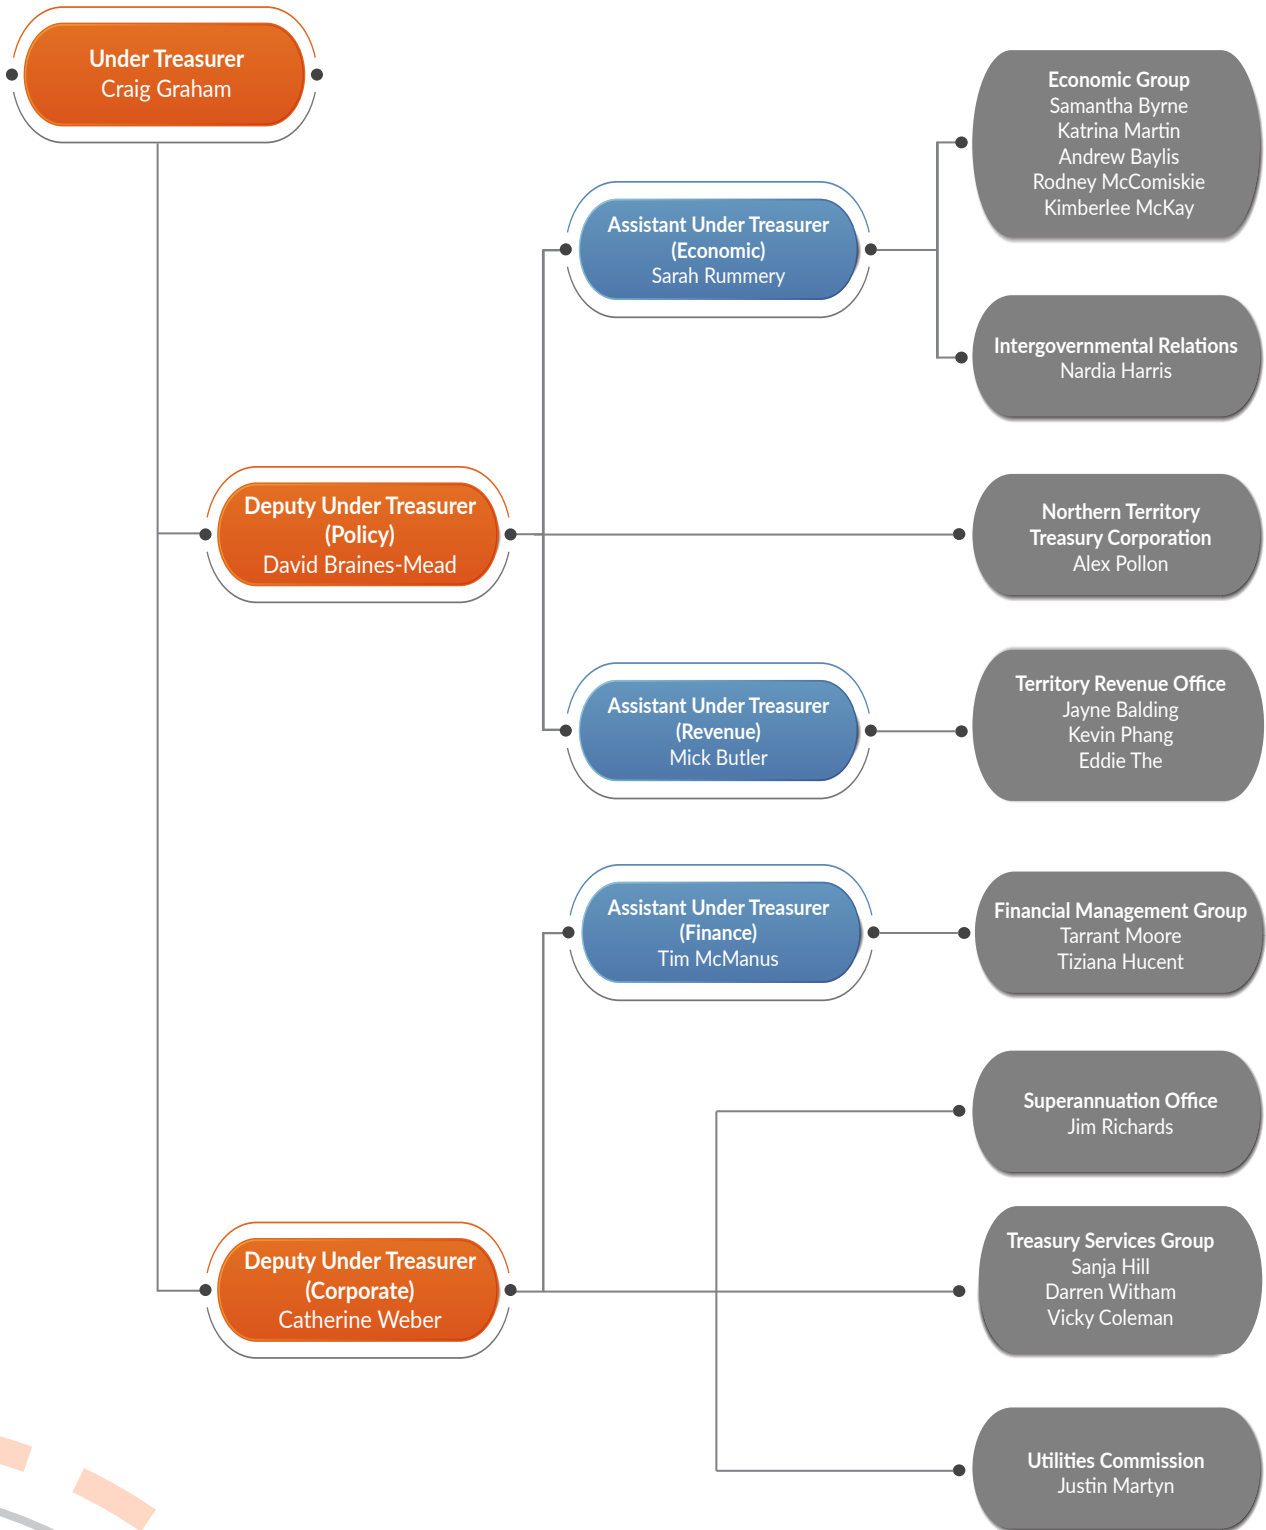 Under Treasurer
Craig Graham
Economic Group
Samantha Byrne
Katrina Martin
Andrew Baylis
Rodney McComiskie
Kimberlee McKay
Assistant Under Treasurer
(Economic)
Sarah Rummery
Intergovernmental Relations
Nardia Harris
Deputy Under Treasurer
(Policy)
David Braines-Mead
Northern Territory
Treasury Corporation
Alex Pollon
Assistant Under Treasurer
(Revenue)
Mick Butler
Territory Revenue Office
Jayne Balding
Kevin Phang
Eddie The
Assistant Under Treasurer
(Finance)
Tim McManus
Financial Management Group
Tarrant Moore
Tiziana Hucent
Superannuation Office
Jim Richards
Deputy Under Treasurer
(Corporate)
Catherine Weber
Treasury Services Group
Sanja Hill
Darren Witham
Vicky Coleman
Utilities Commission
Justin Martyn